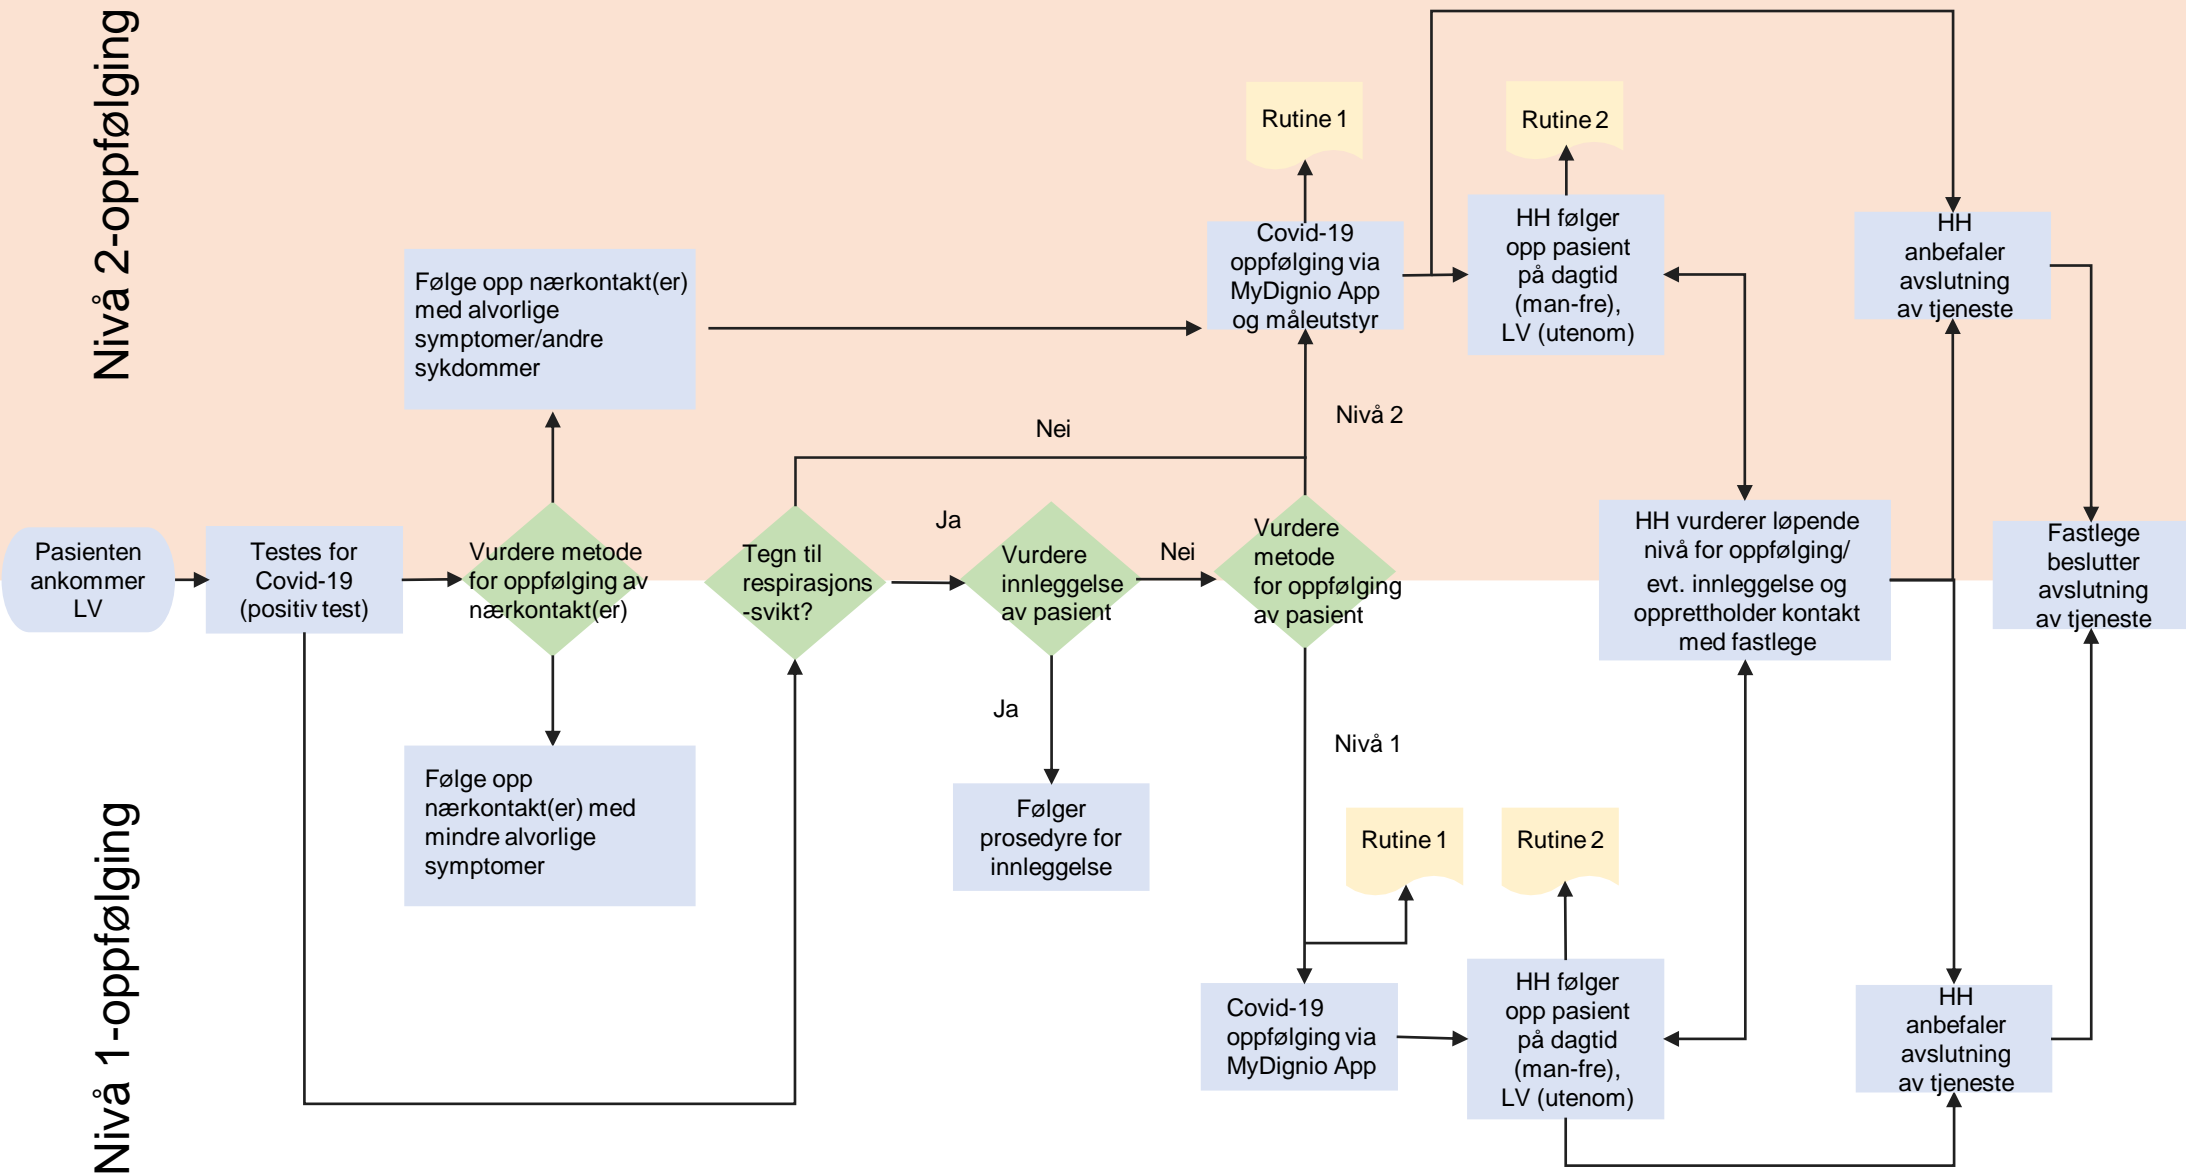 Nivå 2-oppfølging
Rutine 1
Rutine 2
Følge opp nærkontakt(er)
med alvorlige
symptomer/andre
sykdommer
Covid-19
oppfølging via
MyDignio App
og måleutstyr
HH følger
opp pasient
på dagtid
(man-fre),
LV (utenom)
HH
anbefaler
avslutning
av tjeneste
Nei
Nivå 2
Pasienten
ankommer
LV
Testes for
Covid-19
(positiv test)
Vurdere metode
for oppfølging av
nærkontakt(er)
Tegn til
respirasjons
-svikt?
Ja
Vurdere
innleggelse
av pasient
Nei
Vurdere
metode
for oppfølging
av pasient
HH vurderer løpende
nivå for oppfølging/
evt. innleggelse og
opprettholder kontakt
med fastlege
Fastlege
beslutter
avslutning
av tjeneste
Ja
Nivå 1
Nivå 1-oppfølging
Følge opp
nærkontakt(er) med
mindre alvorlige
symptomer
Følger
prosedyre for
innleggelse
Rutine 1
Rutine 2
Covid-19
oppfølging via
MyDignio App
HH følger
opp pasient
på dagtid
(man-fre),
LV (utenom)
HH
anbefaler
avslutning
av tjeneste